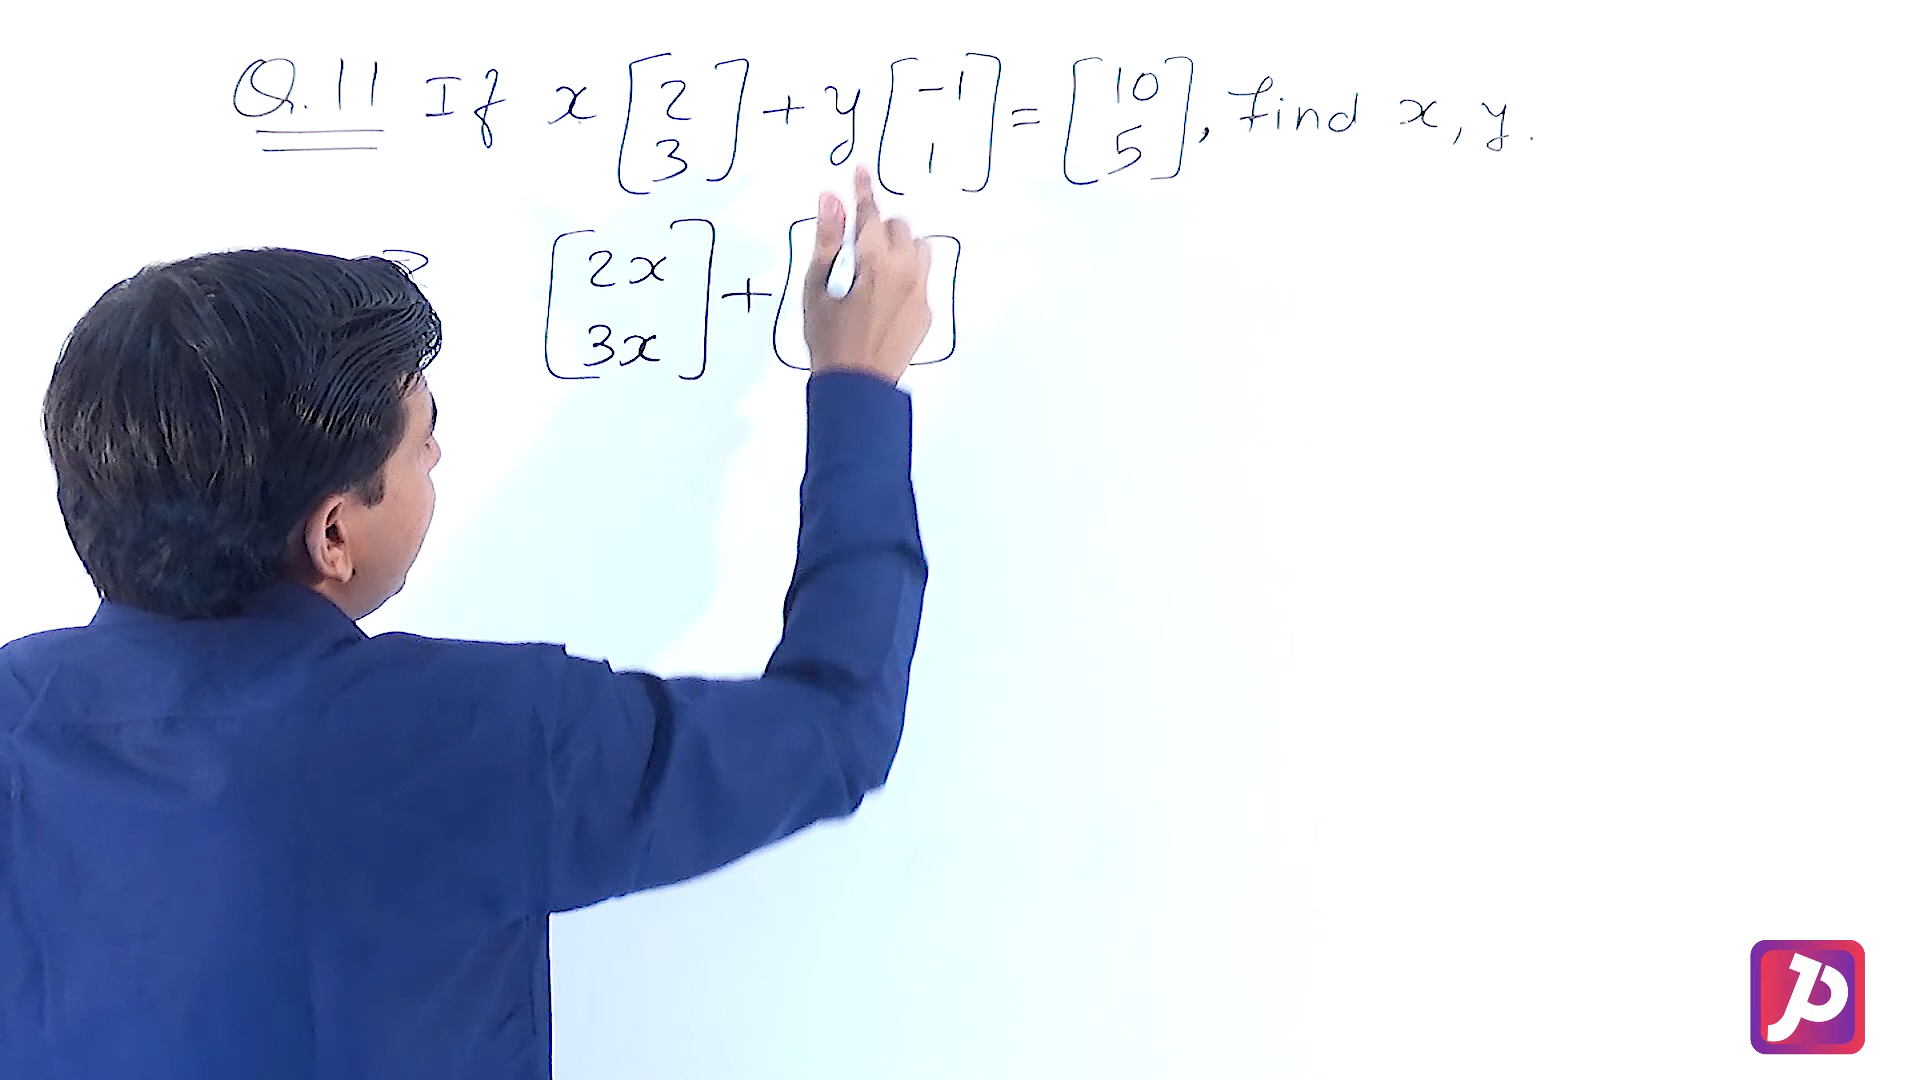 Q.11 If x [2 3] + y [-1 1] = [10 5], find x, y.
[2x 3x] + [ ]